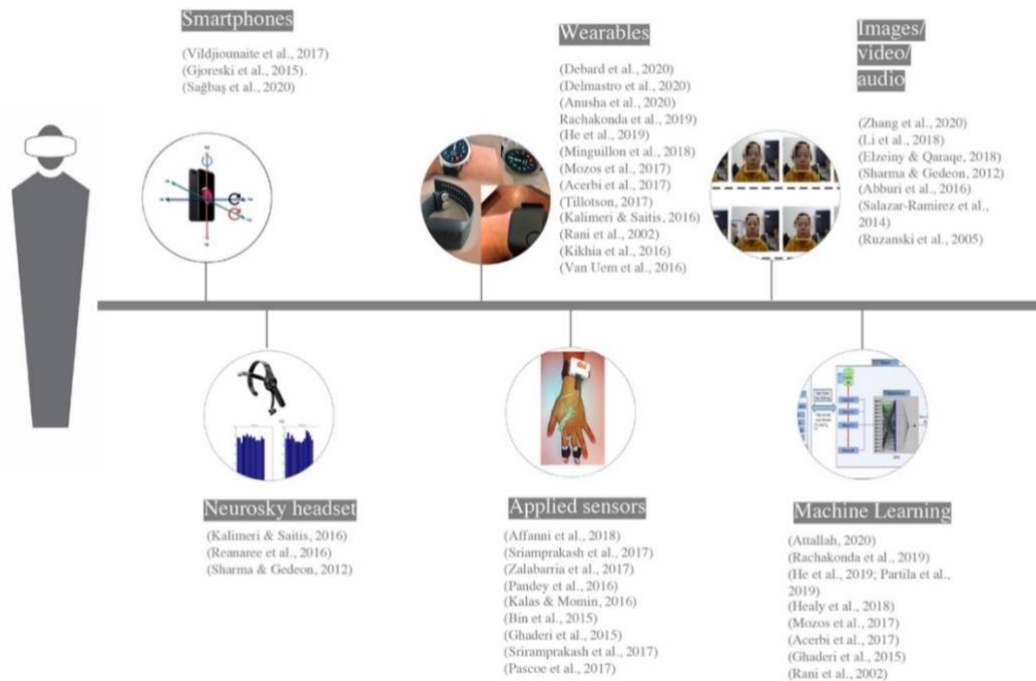 Smartphones
(Vildjiounaite et al., 2017)
(Gjoreski et al., 2015).
(Sağbaş et al., 2020)
Wearables
(Debard et al., 2020)
(Delmastro et al., 2020)
(Anusha et al., 2020)
Rachakonda et al., 2019)
(He et al., 2019)
(Minguillon et al., 2018)
(Mozos et al., 2017)
(Acerbi et al., 2017)
(Tillotson, 2017)
(Kalimeri & Saitis, 2016)
(Rani et al., 2002)
(Kikhia et al., 2016)
(Van Uem et al., 2016)
Images/
video/
audio
(Zhang et al., 2020)
(Li et al., 2018)
(Elzeiny & Qaraqe, 2018)
(Sharma & Gedeon, 2012)
(Abburi et al., 2016)
(Salazar-Ramirez et al.,
2014)
(Ruzanski et al., 2005)
Neurosky headset
(Kalimeri & Saitis, 2016)
(Reanaree et al., 2016)
(Sharma & Gedeon, 2012)
Applied sensors
(Affanni et al., 2018)
(Sriamprakash et al., 2017)
(Zalabarria et al., 2017)
(Pandey et al., 2016)
(Kalas & Momin, 2016)
(Bin et al., 2015)
(Ghaderi et al., 2015)
(Sriramprakash et al., 2017)
(Pascoe et al., 2017)
Machine Learning
(Attallah, 2020)
(Rachakonda et al., 2019)
(He et al., 2019; Partila et al.,
2019)
(Healy et al., 2018)
(Mozos et al., 2017)
(Acerbi et al., 2017)
(Ghaderi et al., 2015)
(Rani et al., 2002)